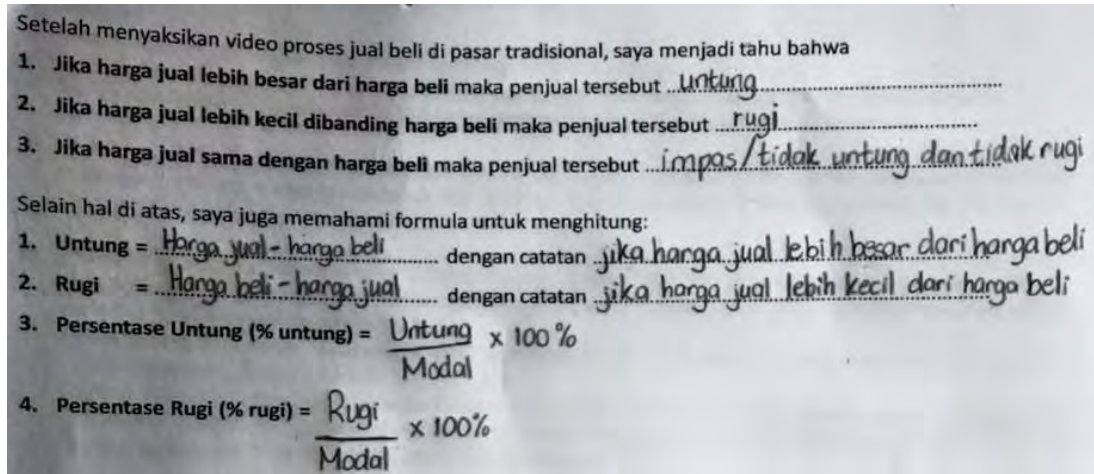 Setelah menyaksikan video proses jual beli di pasar tradisional, saya menjadi tahu bahwa
1. Jika harga jual lebih besar dari harga beli maka penjual tersebut ...untung...
2. Jika harga jual lebih kecil dibanding harga beli maka penjual tersebut ...rugi...
3. Jika harga jual sama dengan harga beli maka penjual tersebut ...impas/tidak untung dan tidak rugi
Selain hal di atas, saya juga memahami formula untuk menghitung:
1. Untung = Harga jual - harga beli dengan catatan jika harga jual lebih besar dari harga beli
2. Rugi = Harga beli - harga jual dengan catatan jika harga jual lebih kecil dari harga beli
3. Persentase Untung (% untung) = Untung x 100 %
Modal
4. Persentase Rugi (% rugi) = Rugi x 100%
Modal